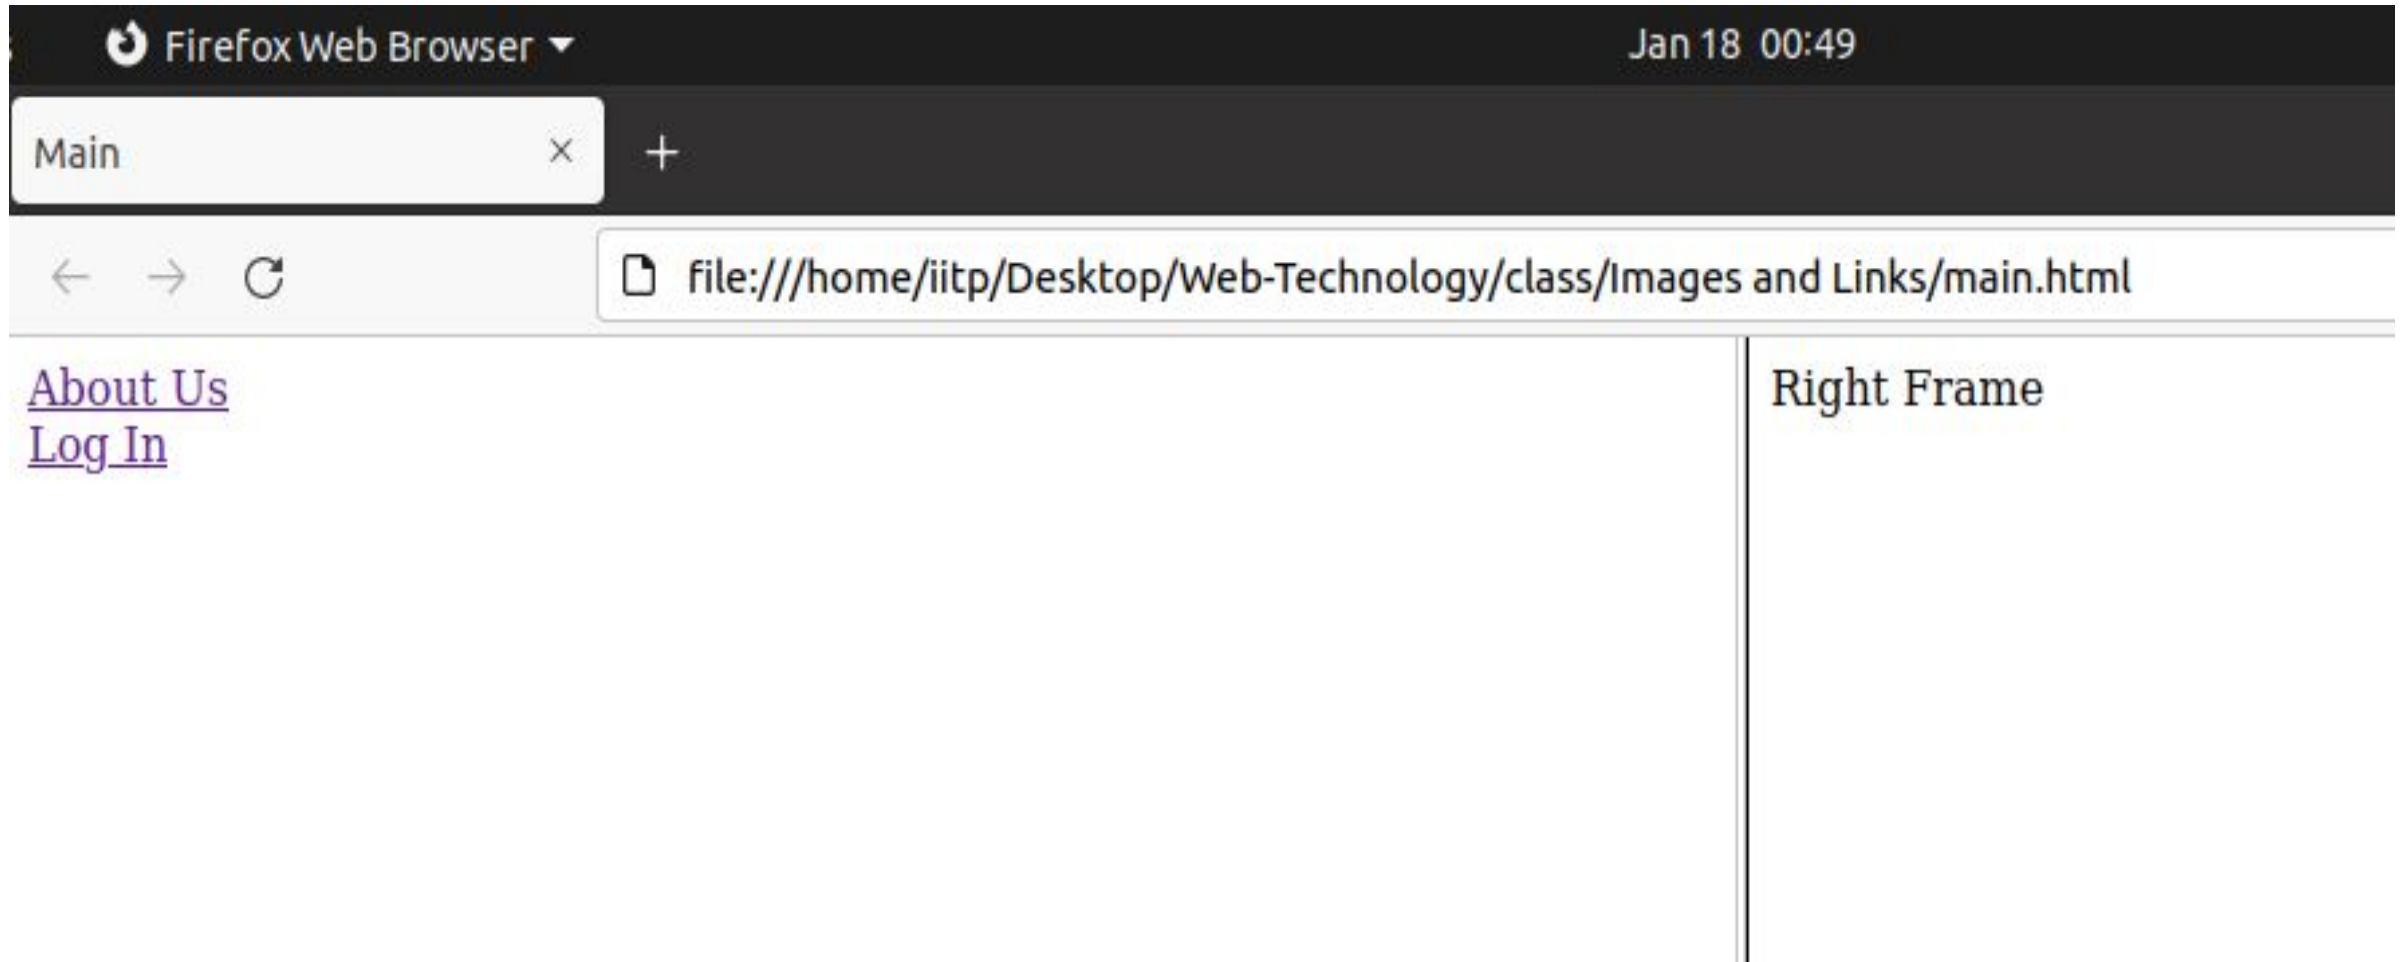 Firefox Web Browser
Jan 18 00:49
Main
file:///home/iitp/Desktop/Web-Technology/class/Images and Links/main.html
About Us
Log In
Right Frame